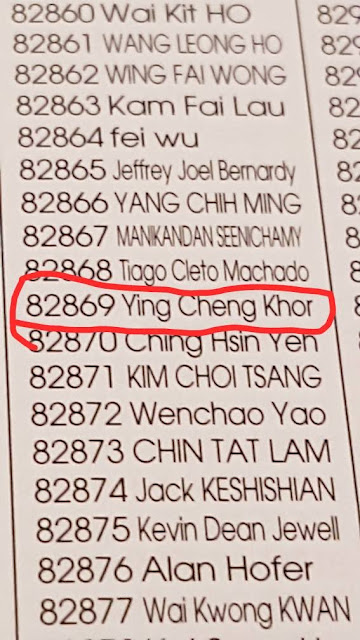 82860 Wai Kit HO
82861 WANG LEONG HO
82862 WING FAI WONG
82863 Kam Fai Lau
82864 fei wu
82865 Jeffrey Joel Bernardy
82866 YANG CHIH MING
82867 MANIKANDAN SEENICHAMY
82868 Tiago Cleto Machado
82869 Ying Cheng Khor
82870 Ching Hsin Yeh
82871 KIM CHOI TSANG
82872 Wenchao Yao
82873 CHIN TAT LAM
82874 Jack KESHISHIAN
82875 Kevin Dean Jewell
82876 Alan Hofer
82877 Wai Kwong KWAN